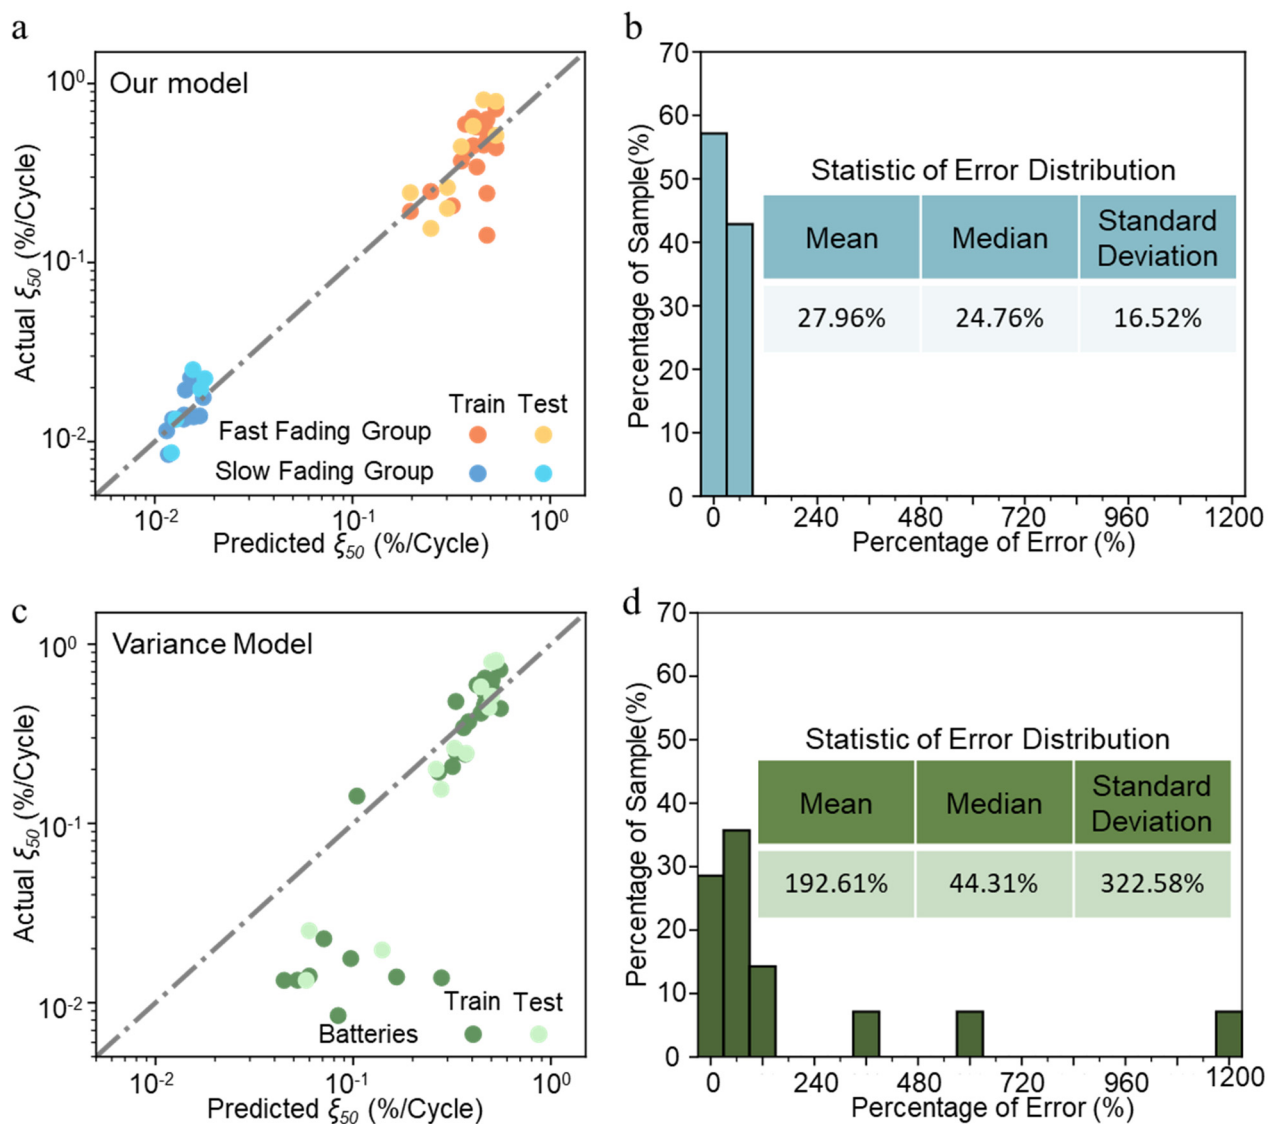 a
Our model
10⁰
10⁻¹
10⁻²
Actual ξ₅₀ (%/Cycle)
Train Test
Fast Fading Group
Slow Fading Group
10⁻² 10⁻¹ 10⁰
Predicted ξ₅₀ (%/Cycle)
b
70
60
50
40
30
20
10
0
Percentage of Sample(%)
Statistic of Error Distribution
Mean Median Standard Deviation
27.96% 24.76% 16.52%
0 240 480 720 960 1200
Percentage of Error (%)
c
Variance Model
10⁰
10⁻¹
10⁻²
Actual ξ₅₀ (%/Cycle)
Train Test
Batteries
10⁻² 10⁻¹ 10⁰
Predicted ξ₅₀ (%/Cycle)
d
70
60
50
40
30
20
10
0
Percentage of Sample(%)
Statistic of Error Distribution
Mean Median Standard Deviation
192.61% 44.31% 322.58%
0 240 480 720 960 1200
Percentage of Error (%)